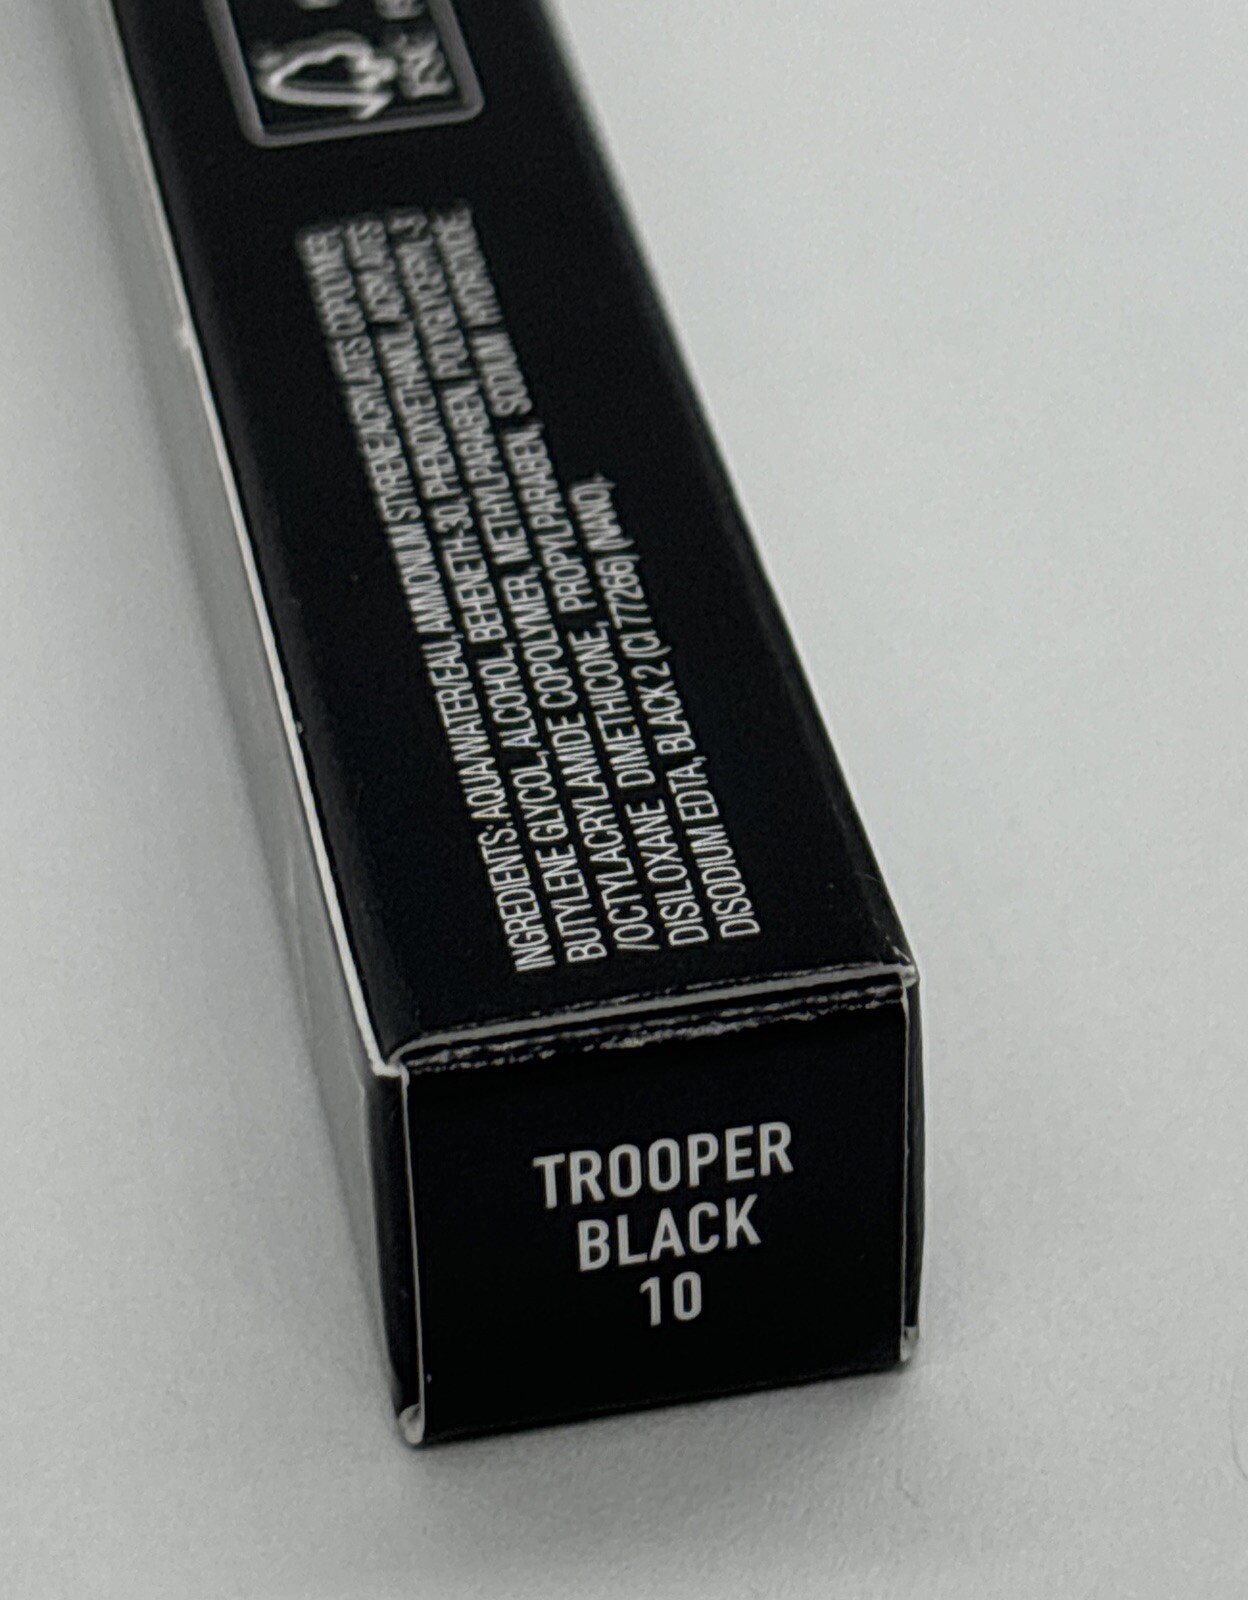 INGREDIENTS: AQUA/WATER/EAU, AMMONIUM STYRENE/ACRYLATES COPOLYMER,
BUTYLENE GLYCOL, ALCOHOL, BEHENETH-30, PHENOXYETHANOL, ACRYLATES
/OCTYLACRYLAMIDE COPOLYMER, METHYLPARABEN, POLYGLYCERYL-3
DISILOXANE DIMETHICONE, PROPYLPARABEN, SODIUM HYDROXIDE
DISODIUM EDTA, BLACK 2 (CI 77266) (NANO).
TROOPER
BLACK
10